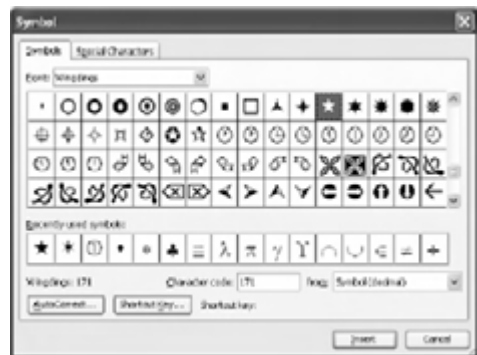 Symbol
Symbols Special Characters
Font: Wingdings
Recently used symbols:
Wingdings: 171 Character code: 171 from: Symbol (decimal)
AutoCorrect... Shortcut Key... Shortcut key:
Insert Cancel